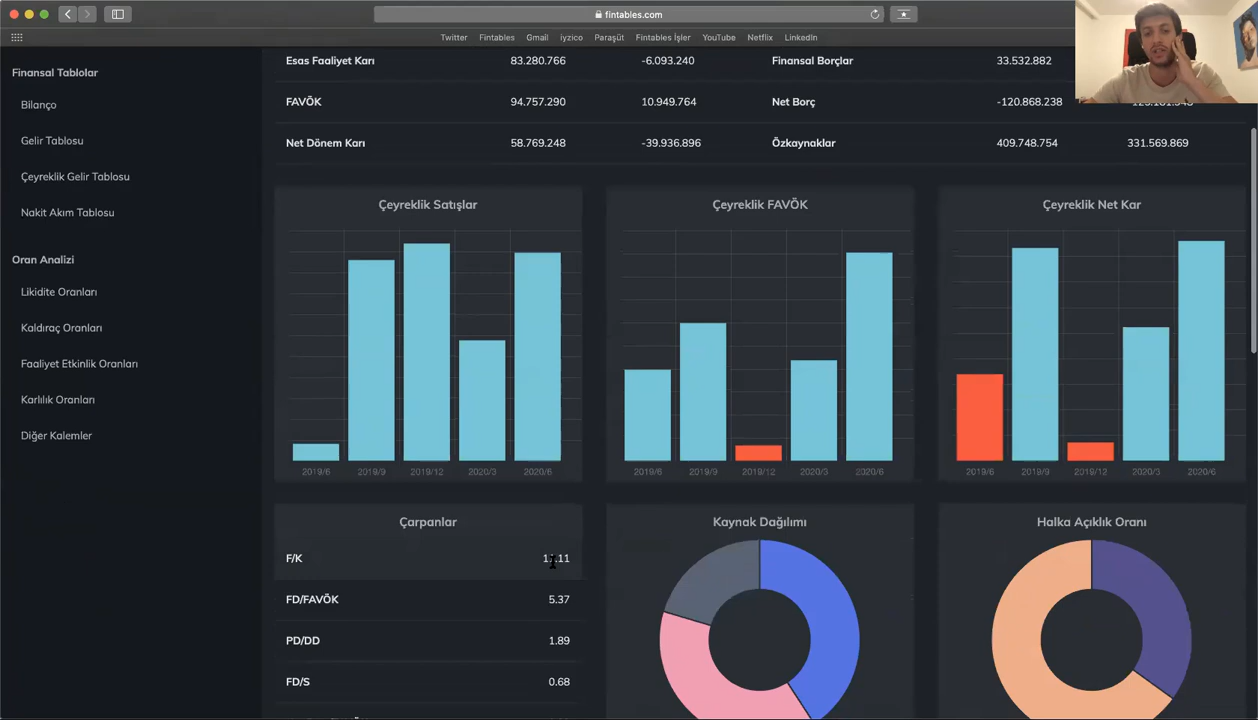 fintables.com
Twitter Fintables Gmail iyzico Paraşüt Fintables İşler YouTube Netflix LinkedIn
Finansal Tablolar
Bilanço
Gelir Tablosu
Çeyreklik Gelir Tablosu
Nakit Akım Tablosu
Oran Analizi
Likidite Oranları
Kaldıraç Oranları
Faaliyet Etkinlik Oranları
Karlılık Oranları
Diğer Kalemler
Esas Faaliyet Karı 83.280.766 -6.093.240 Finansal Borçlar 33.532.882
FAVÖK 94.757.290 10.949.764 Net Borç -120.868.238
Net Dönem Karı 58.769.248 -39.936.896 Özkaynaklar 409.748.754 331.569.869
Çeyreklik Satışlar
2019/6 2019/9 2019/12 2020/3 2020/6
Çeyreklik FAVÖK
2019/6 2019/9 2019/12 2020/3 2020/6
Çeyreklik Net Kar
2019/6 2019/9 2019/12 2020/3 2020/6
Çarpanlar
F/K
FD/FAVÖK 5.37
PD/DD 1.89
FD/S 0.68
Kaynak Dağılımı
Halka Açıklık Oranı